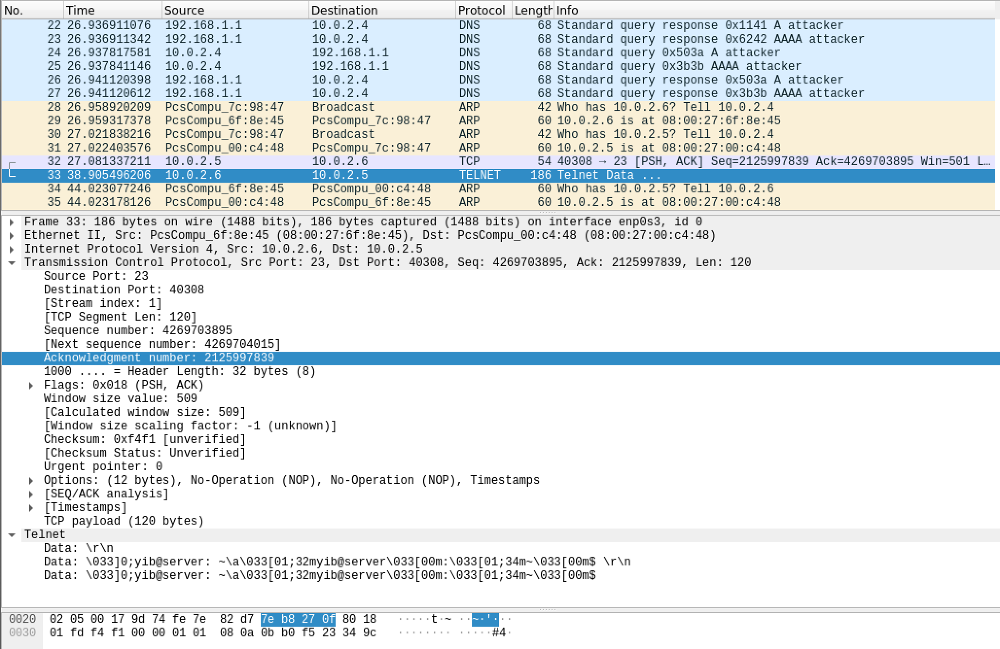 No. Time Source Destination Protocol Length Info
22 26.936911076 192.168.1.1 10.0.2.4 DNS 68 Standard query response 0x1141 A attacker
23 26.936911342 192.168.1.1 10.0.2.4 DNS 68 Standard query response 0x6242 AAAA attacker
24 26.937817581 10.0.2.4 192.168.1.1 DNS 68 Standard query 0x503a A attacker
25 26.937841146 10.0.2.4 192.168.1.1 DNS 68 Standard query 0x3b3b AAAA attacker
26 26.941120398 192.168.1.1 10.0.2.4 DNS 68 Standard query response 0x503a A attacker
27 26.941120612 192.168.1.1 10.0.2.4 DNS 68 Standard query response 0x3b3b AAAA attacker
28 26.958920209 PcsCompu_7c:98:47 Broadcast ARP 42 Who has 10.0.2.6? Tell 10.0.2.4
29 26.959317378 PcsCompu_6f:8e:45 PcsCompu_7c:98:47 ARP 60 10.0.2.6 is at 08:00:27:6f:8e:45
30 27.021838216 PcsCompu_7c:98:47 Broadcast ARP 42 Who has 10.0.2.5? Tell 10.0.2.4
31 27.022403576 PcsCompu_00:c4:48 PcsCompu_7c:98:47 ARP 60 10.0.2.5 is at 08:00:27:00:c4:48
32 27.081337211 10.0.2.5 10.0.2.6 TCP 54 40308 → 23 [PSH, ACK] Seq=2125997839 Ack=4269703895 Win=501 L…
33 38.905496206 10.0.2.6 10.0.2.5 TELNET 186 Telnet Data ...
34 44.023077246 PcsCompu_6f:8e:45 PcsCompu_00:c4:48 ARP 60 Who has 10.0.2.5? Tell 10.0.2.6
35 44.023178126 PcsCompu_00:c4:48 PcsCompu_6f:8e:45 ARP 60 10.0.2.5 is at 08:00:27:00:c4:48
Frame 33: 186 bytes on wire (1488 bits), 186 bytes captured (1488 bits) on interface enp0s3, id 0
Ethernet II, Src: PcsCompu_6f:8e:45 (08:00:27:6f:8e:45), Dst: PcsCompu_00:c4:48 (08:00:27:00:c4:48)
Internet Protocol Version 4, Src: 10.0.2.6, Dst: 10.0.2.5
Transmission Control Protocol, Src Port: 23, Dst Port: 40308, Seq: 4269703895, Ack: 2125997839, Len: 120
Source Port: 23
Destination Port: 40308
[Stream index: 1]
[TCP Segment Len: 120]
Sequence number: 4269703895
[Next sequence number: 4269704015]
Acknowledgment number: 2125997839
1000 .... = Header Length: 32 bytes (8)
Flags: 0x018 (PSH, ACK)
Window size value: 509
[Calculated window size: 509]
[Window size scaling factor: -1 (unknown)]
Checksum: 0xf4f1 [unverified]
[Checksum Status: Unverified]
Urgent pointer: 0
Options: (12 bytes), No-Operation (NOP), No-Operation (NOP), Timestamps
[SEQ/ACK analysis]
[Timestamps]
TCP payload (120 bytes)
Telnet
Data: \r\n
Data: \033]0;yib@server: ~\a\033[01;32myib@server\033[00m:\033[01;34m~\033[00m$ \r\n
Data: \033]0;yib@server: ~\a\033[01;32myib@server\033[00m:\033[01;34m~\033[00m$
0020 02 05 00 17 9d 74 fe 7e 82 d7 7e b8 27 0f 80 18 ·····t·~ ··~·'···
0030 01 fd f4 f1 00 00 01 01 08 0a 0b b0 f5 23 34 9c ········ ·····#4·